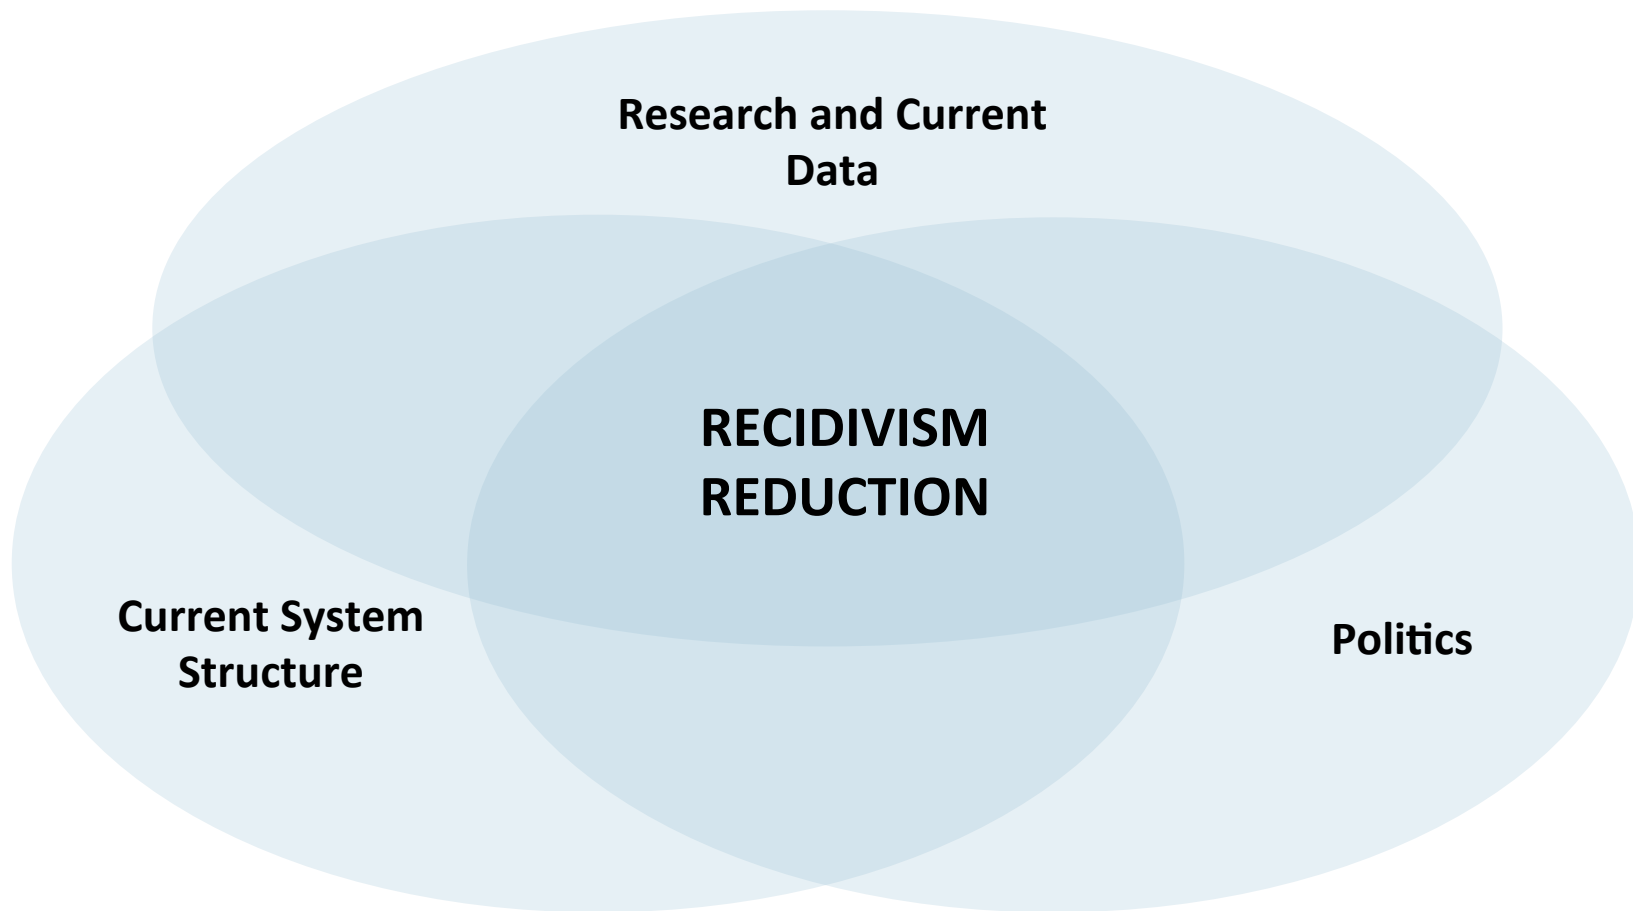 Research and Current
Data
RECIDIVISM
REDUCTION
Current System
Structure
Politics